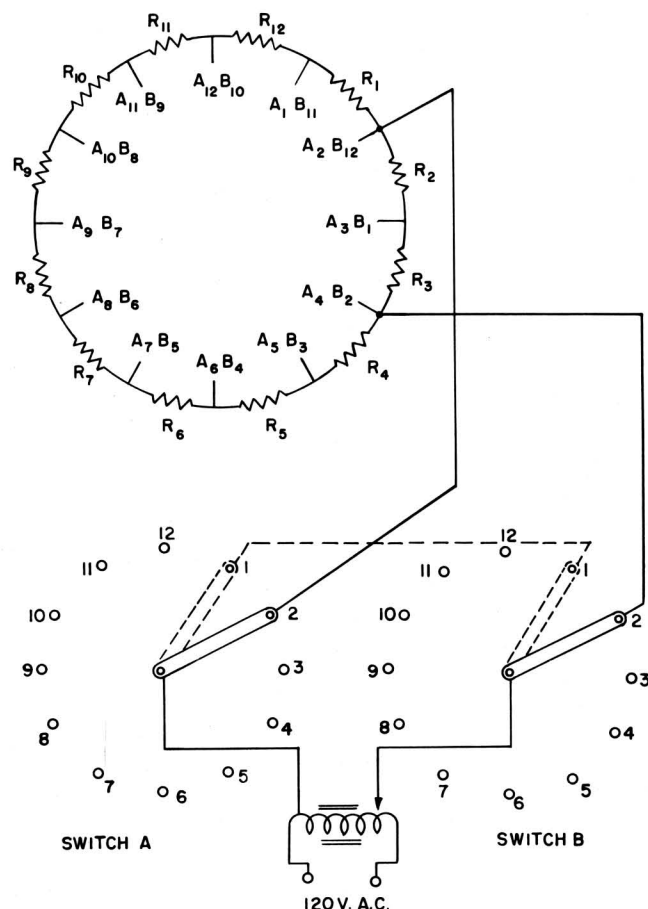 R₁₁
R₁₂
R₁₀
R₁
A₁₁ B₉
A₁₂ B₁₀
A₁ B₁₁
A₁₀ B₈
A₂ B₁₂
R₉
R₂
A₉ B₇
A₃ B₁
R₈
R₃
A₈ B₆
A₄ B₂
A₇ B₅
A₆ B₄
A₅ B₃
R₇
R₄
R₆
R₅
12
11
1
10
2
9
3
8
4
7
6
5
12
11
1
10
2
9
3
8
4
7
6
5
SWITCH A
SWITCH B
120 V. A.C.